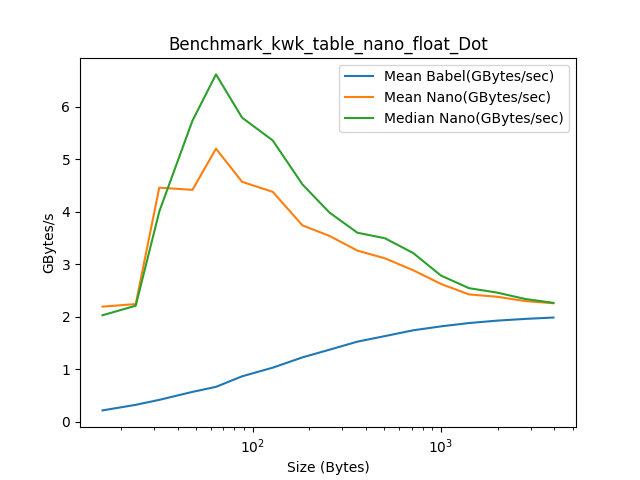 Benchmark_kwk_table_nano_float_Dot
Mean Babel(GBytes/sec)
Mean Nano(GBytes/sec)
Median Nano(GBytes/sec)
GBytes/s
6
5
4
3
2
1
0
10²
10³
Size (Bytes)